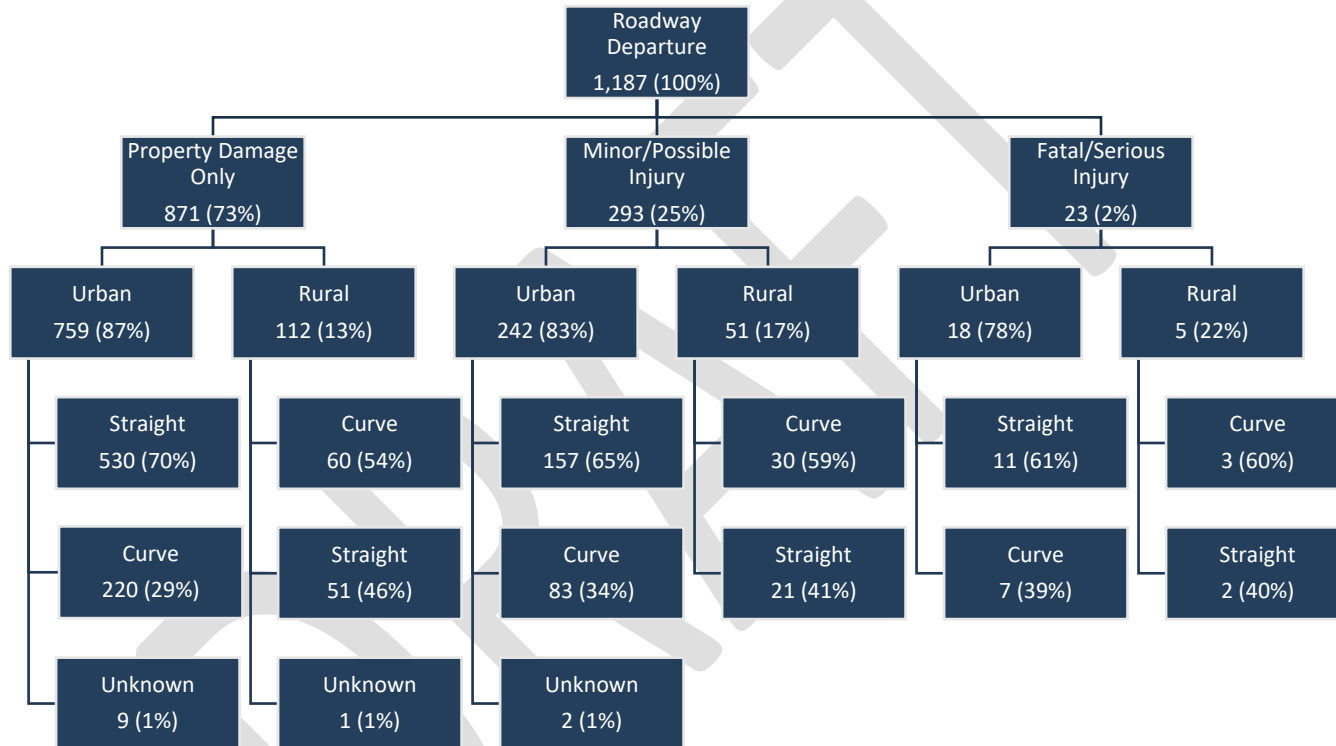 Roadway
Departure
1,187 (100%)
Property Damage
Only
871 (73%)
Minor/Possible
Injury
293 (25%)
Fatal/Serious
Injury
23 (2%)
Urban
759 (87%)
Rural
112 (13%)
Urban
242 (83%)
Rural
51 (17%)
Urban
18 (78%)
Rural
5 (22%)
Straight
530 (70%)
Curve
60 (54%)
Straight
157 (65%)
Curve
30 (59%)
Straight
11 (61%)
Curve
3 (60%)
Curve
220 (29%)
Straight
51 (46%)
Curve
83 (34%)
Straight
21 (41%)
Curve
7 (39%)
Straight
2 (40%)
Unknown
9 (1%)
Unknown
1 (1%)
Unknown
2 (1%)
DRAFT